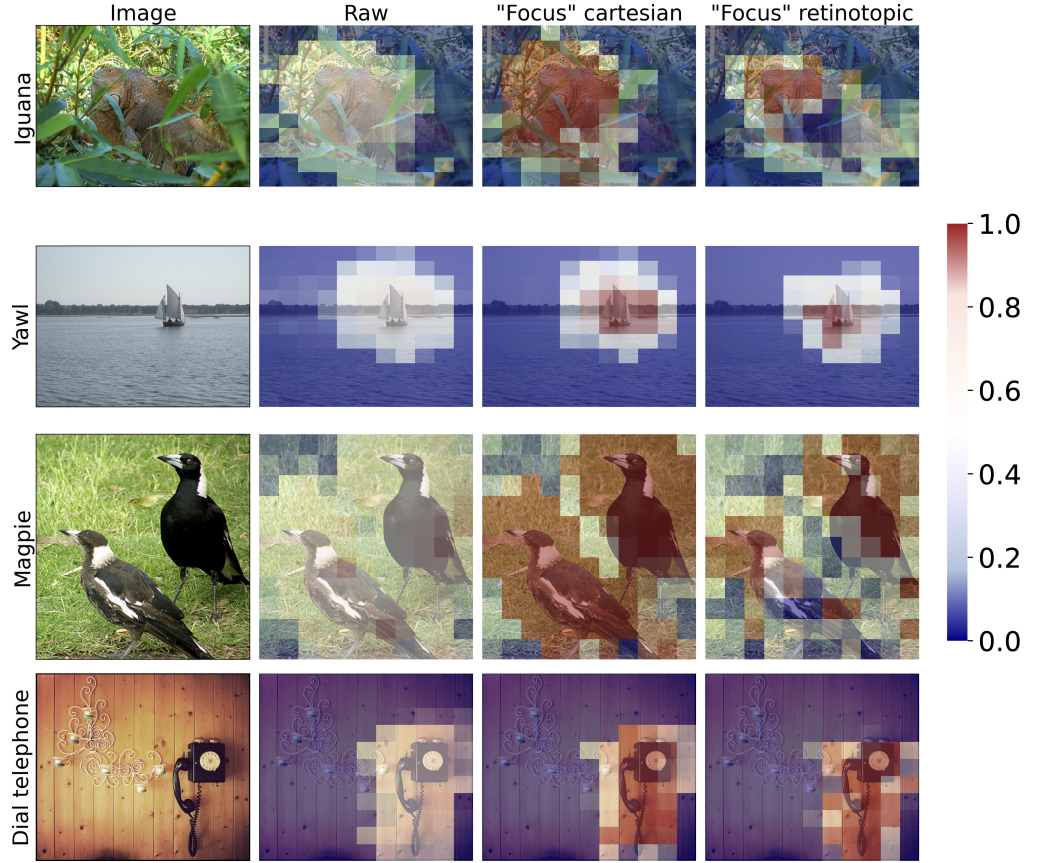 Image Raw "Focus" cartesian "Focus" retinotopic
Iguana
Yawl
Magpie
Dial telephone
1.0
0.8
0.6
0.4
0.2
0.0